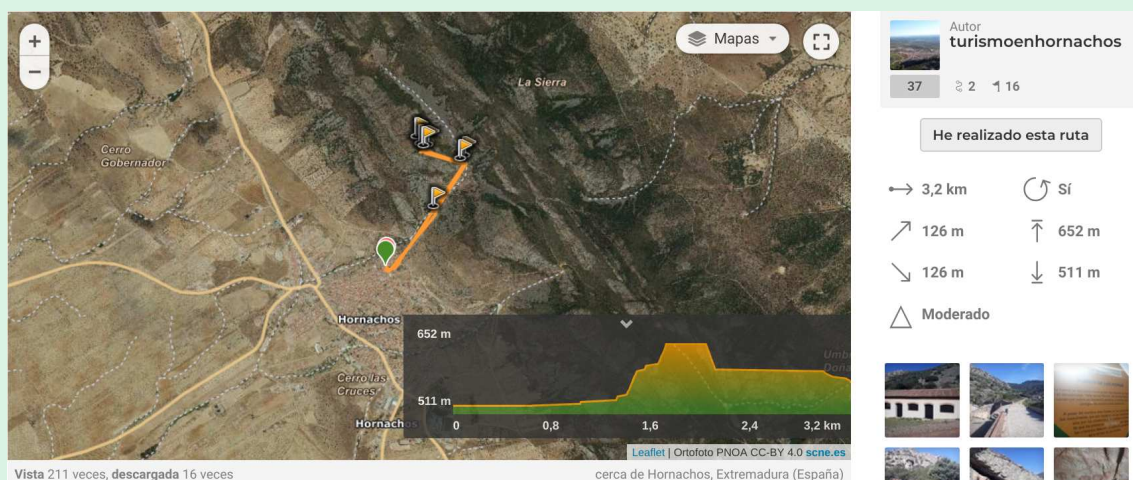 +
−
Mapas
La Sierra
Cerro
Gobernador
Hornachos
Cerro las
Cruces
Hornachos
652 m
511 m
0
0,8
1,6
2,4
3,2 km
Leaflet | Ortofoto PNOA CC-BY 4.0 scne.es
Vista 211 veces, descargada 16 veces
cerca de Hornachos, Extremadura (España)
Autor
turismoenhornachos
37
2
16
He realizado esta ruta
3,2 km
Sí
126 m
652 m
126 m
511 m
Moderado